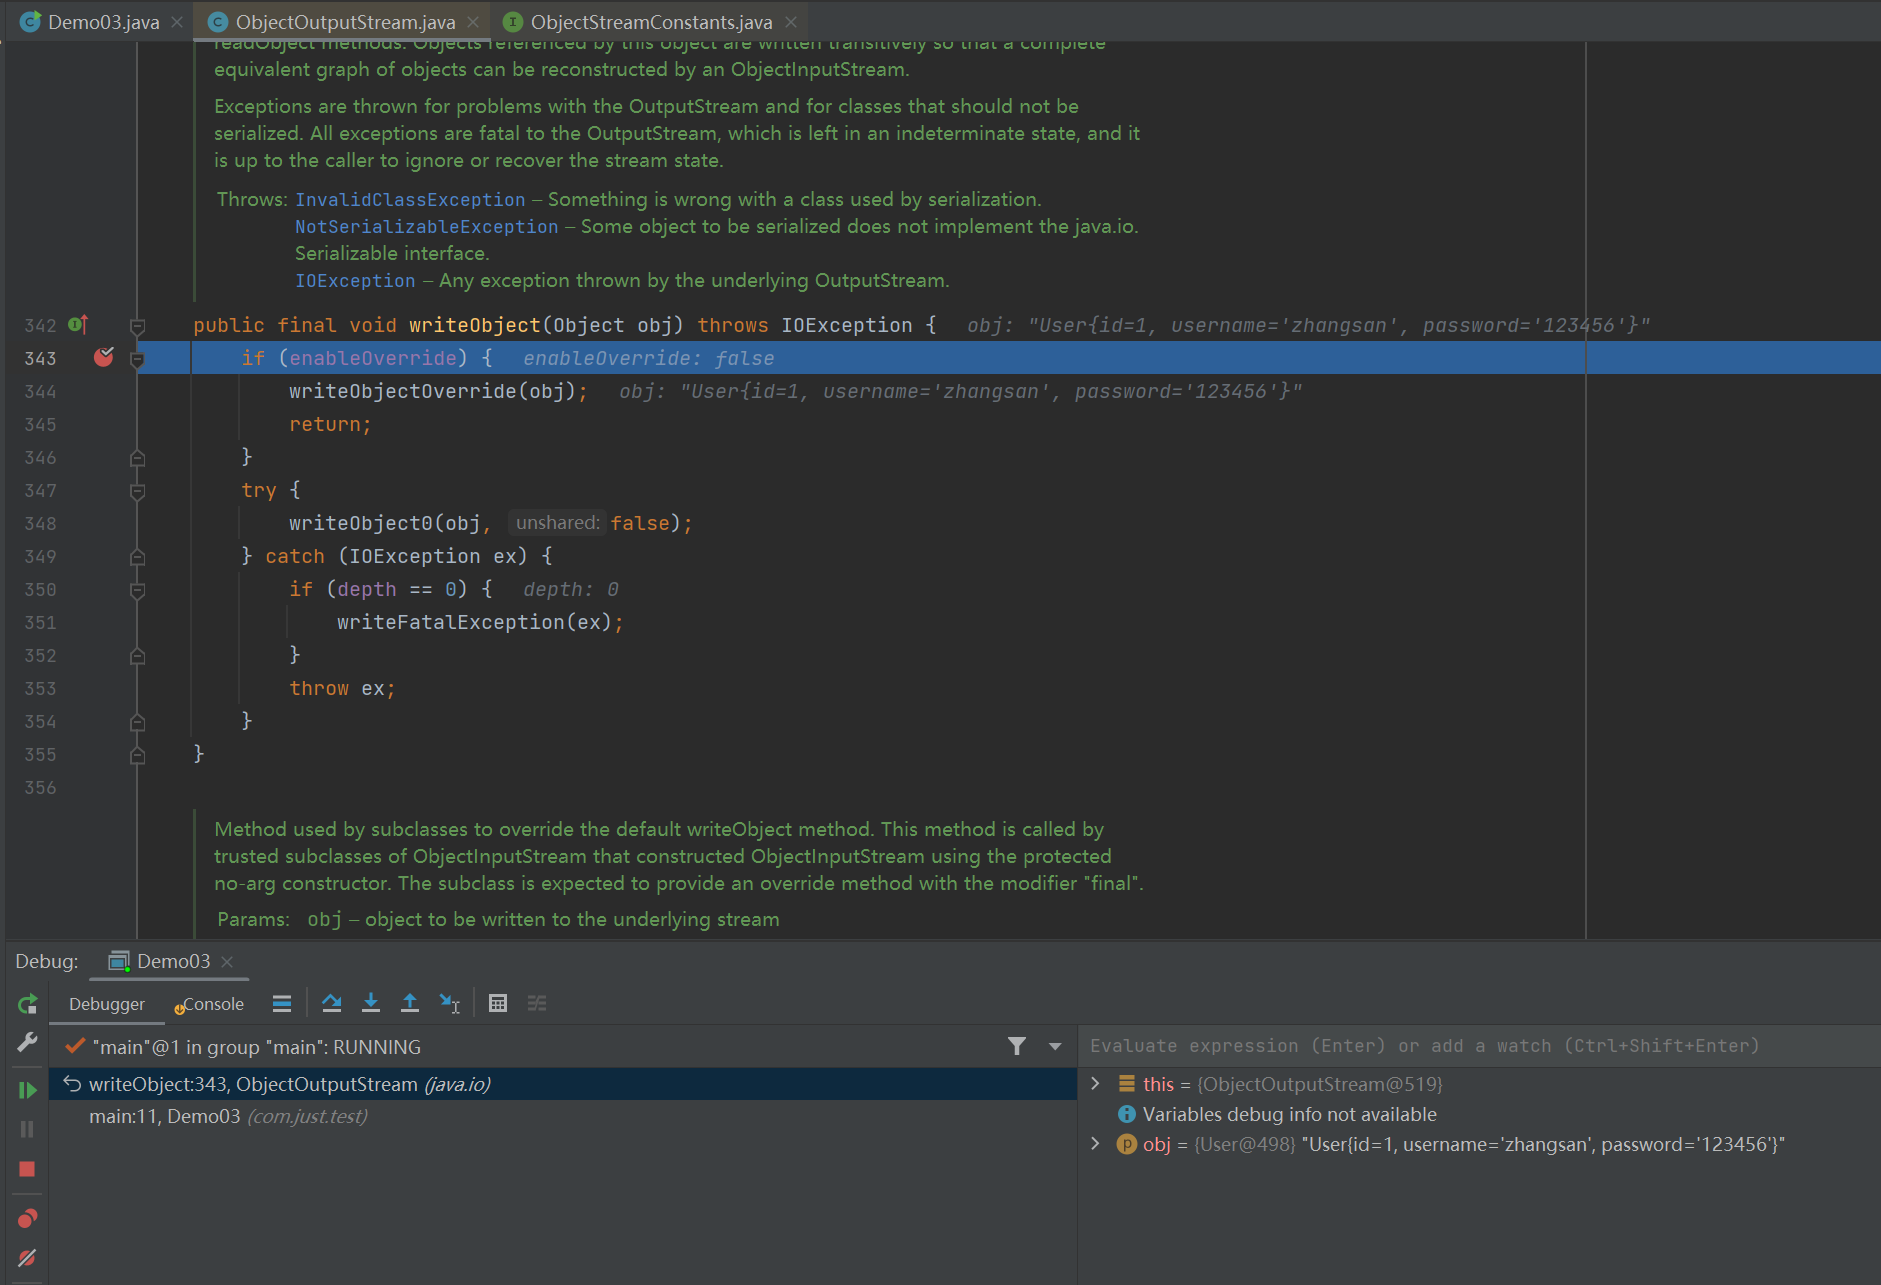 Demo03.java
ObjectOutputStream.java
ObjectStreamConstants.java
readObject methods. Objects referenced by this object are written transitively so that a complete
equivalent graph of objects can be reconstructed by an ObjectInputStream.
Exceptions are thrown for problems with the OutputStream and for classes that should not be
serialized. All exceptions are fatal to the OutputStream, which is left in an indeterminate state, and it
is up to the caller to ignore or recover the stream state.
Throws: InvalidClassException – Something is wrong with a class used by serialization.
NotSerializableException – Some object to be serialized does not implement the java.io.
Serializable interface.
IOException – Any exception thrown by the underlying OutputStream.
342 public final void writeObject(Object obj) throws IOException { obj: "User{id=1, username='zhangsan', password='123456'}"
343 if (enableOverride) { enableOverride: false
344 writeObjectOverride(obj); obj: "User{id=1, username='zhangsan', password='123456'}"
345 return;
346 }
347 try {
348 writeObject0(obj, unshared: false);
349 } catch (IOException ex) {
350 if (depth == 0) { depth: 0
351 writeFatalException(ex);
352 }
353 throw ex;
354 }
355 }
356
Method used by subclasses to override the default writeObject method. This method is called by
trusted subclasses of ObjectInputStream that constructed ObjectInputStream using the protected
no-arg constructor. The subclass is expected to provide an override method with the modifier "final".
Params: obj – object to be written to the underlying stream
Debug: Demo03
Debugger Console
"main"@1 in group "main": RUNNING
Evaluate expression (Enter) or add a watch (Ctrl+Shift+Enter)
writeObject:343, ObjectOutputStream (java.io)
main:11, Demo03 (com.just.test)
this = {ObjectOutputStream@519}
Variables debug info not available
obj = {User@498} "User{id=1, username='zhangsan', password='123456'}"